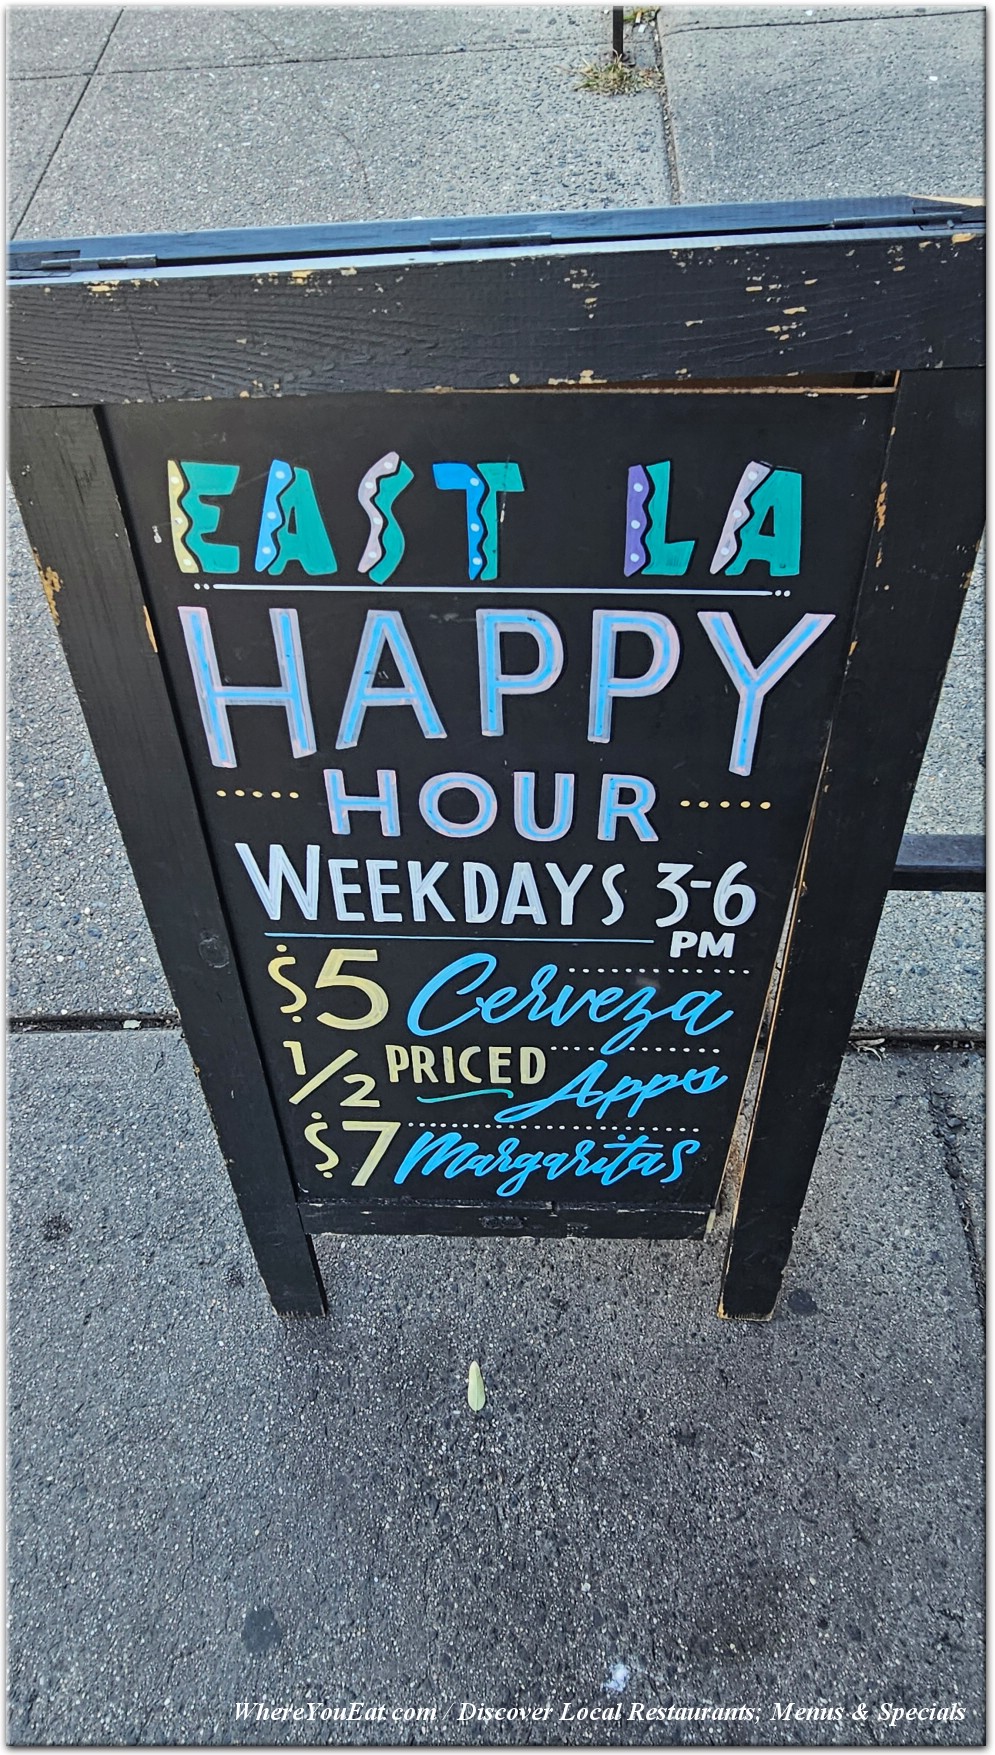 EAST LA
HAPPY
HOUR
WEEKDAYS 3-6
PM
$5 Cerveza
1/2 PRICED Apps
$7 Margaritas
WhereYouEat.com / Discover Local Restaurants, Menus & Specials